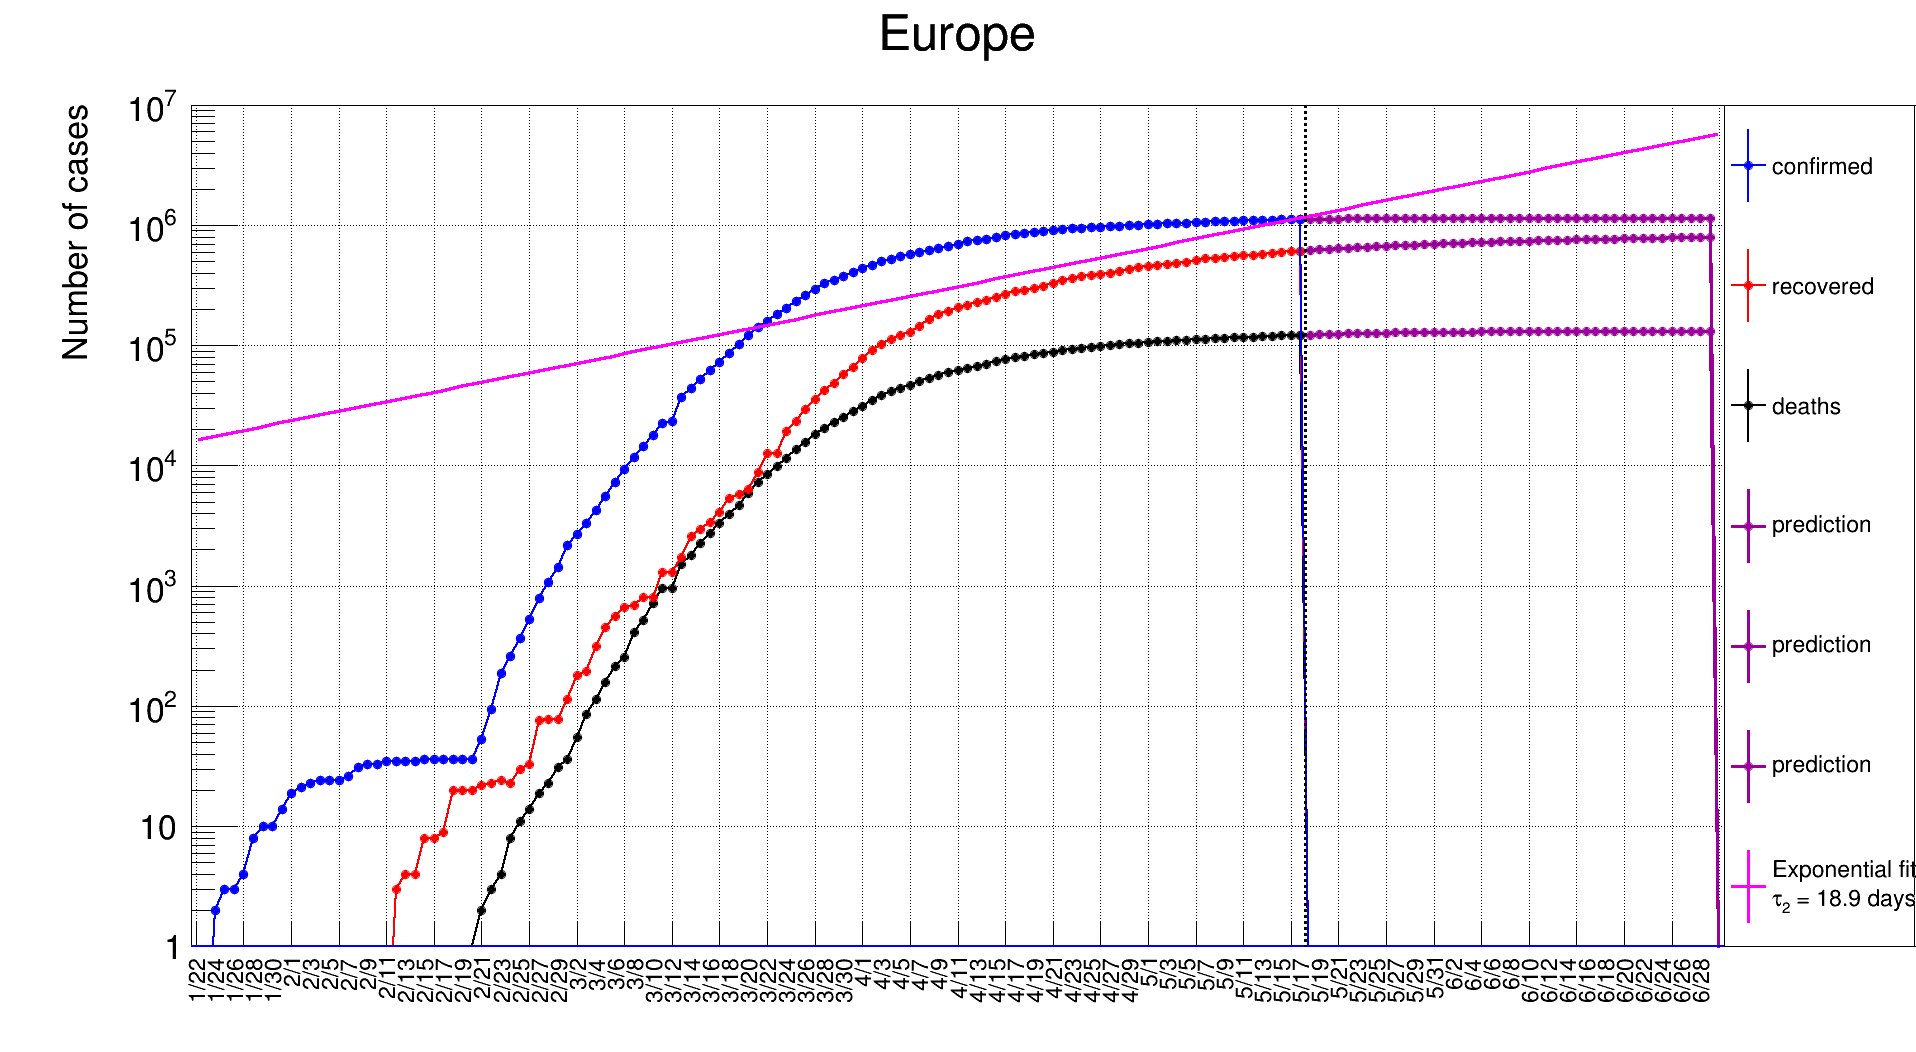 Europe
Number of cases
10^7
10^6
10^5
10^4
10^3
10^2
10
1
1/22 1/24 1/26 1/28 1/30 2/1 2/3 2/5 2/7 2/9 2/11 2/13 2/15 2/17 2/19 2/21 2/23 2/25 2/27 2/29 3/2 3/4 3/6 3/8 3/10 3/12 3/14 3/16 3/18 3/20 3/22 3/24 3/26 3/28 3/30 4/1 4/3 4/5 4/7 4/9 4/11 4/13 4/15 4/17 4/19 4/21 4/23 4/25 4/27 4/29 5/1 5/3 5/5 5/7 5/9 5/11 5/13 5/15 5/17 5/19 5/21 5/23 5/25 5/27 5/29 5/31 6/2 6/4 6/6 6/8 6/10 6/12 6/14 6/16 6/18 6/20 6/22 6/24 6/26 6/28
confirmed
recovered
deaths
prediction
prediction
prediction
Exponential fit
τ₂ = 18.9 days